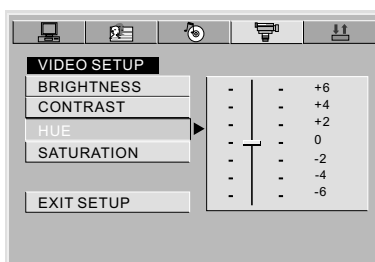 VIDEO SETUP
BRIGHTNESS
CONTRAST
HUE
SATURATION
EXIT SETUP
+6
+4
+2
0
-2
-4
-6